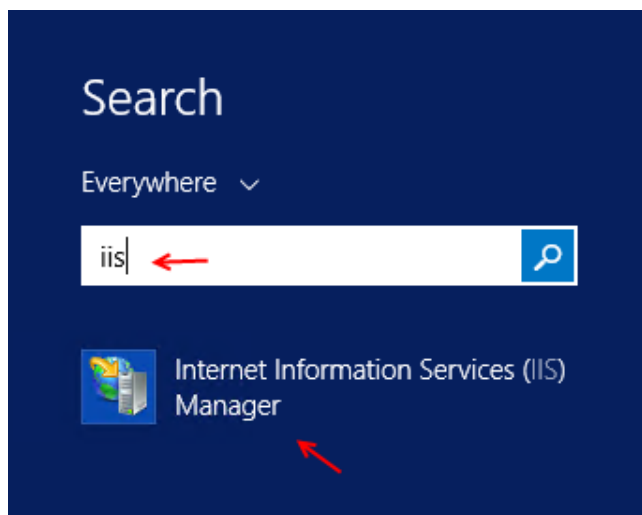 Search
Everywhere
iis
Internet Information Services (IIS)
Manager